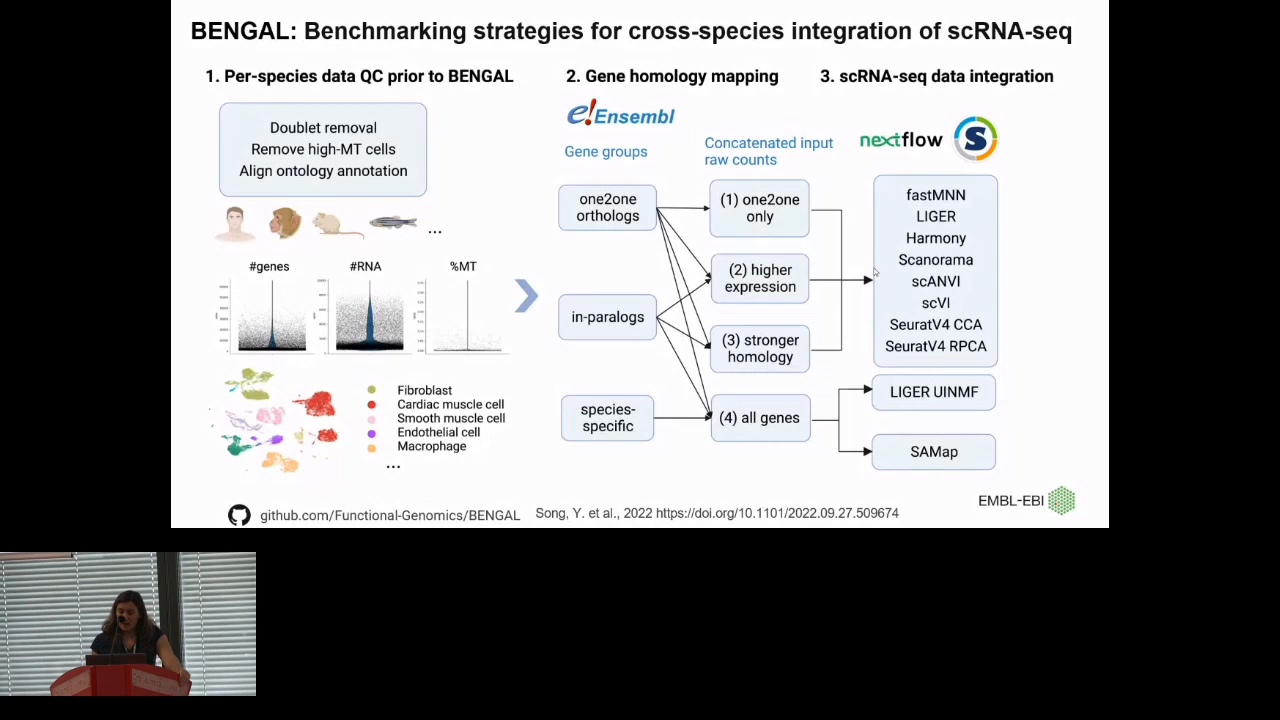 BENGAL: Benchmarking strategies for cross-species integration of scRNA-seq
1. Per-species data QC prior to BENGAL
2. Gene homology mapping
3. scRNA-seq data integration
Doublet removal
Remove high-MT cells
Align ontology annotation
...
#genes
#RNA
%MT
Fibroblast
Cardiac muscle cell
Smooth muscle cell
Endothelial cell
Macrophage
...
e!Ensembl
Gene groups
Concatenated input
raw counts
one2one
orthologs
in-paralogs
species-
specific
(1) one2one
only
(2) higher
expression
(3) stronger
homology
(4) all genes
nextflow
S
fastMNN
LIGER
Harmony
Scanorama
scANVI
scVI
SeuratV4 CCA
SeuratV4 RPCA
LIGER UINMF
SAMap
github.com/Functional-Genomics/BENGAL
Song, Y. et al., 2022 https://doi.org/10.1101/2022.09.27.509674
EMBL-EBI